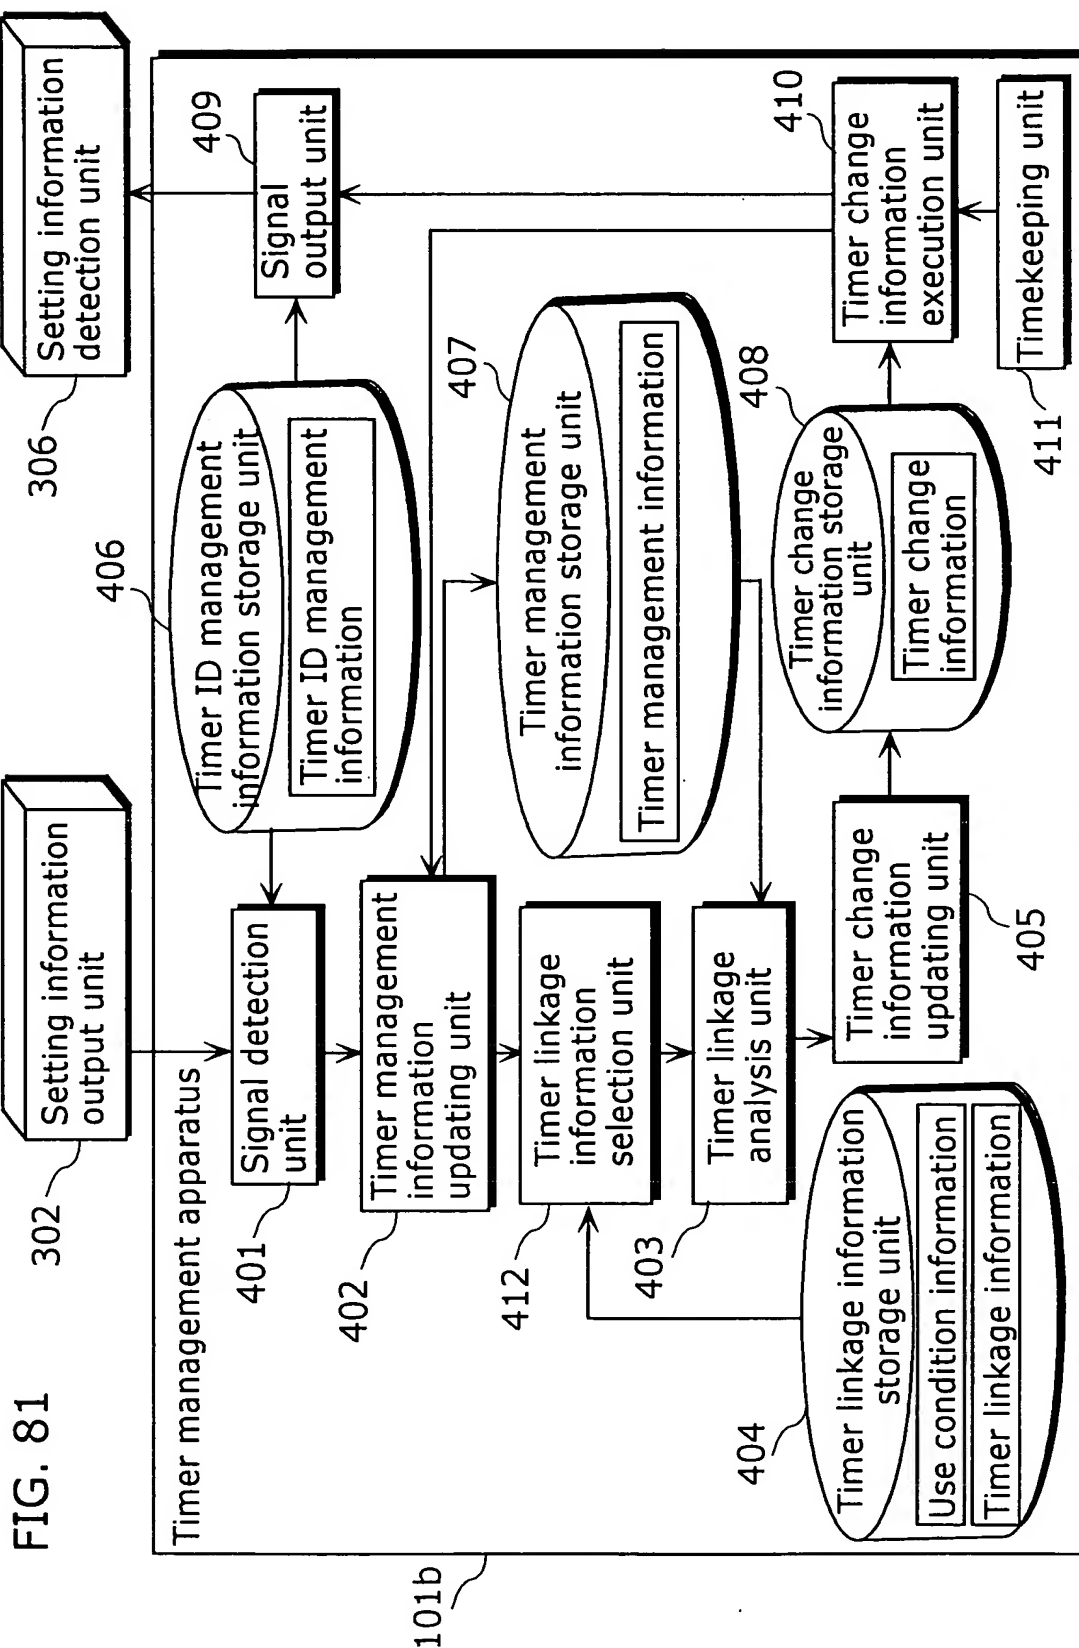 FIG. 81
302
Setting information
output unit
306
Setting information
detection unit
101b
Timer management apparatus
401
Signal detection
unit
406
Timer ID management
information storage unit
Timer ID management
information
409
Signal
output unit
402
Timer management
information
updating unit
412
Timer linkage
information
selection unit
407
Timer management
information storage unit
Timer management information
403
Timer linkage
analysis unit
404
Timer linkage information
storage unit
Use condition information
Timer linkage information
405
Timer change
information
updating unit
408
Timer change
information storage
unit
Timer change
information
410
Timer change
information
execution unit
411
Timekeeping unit